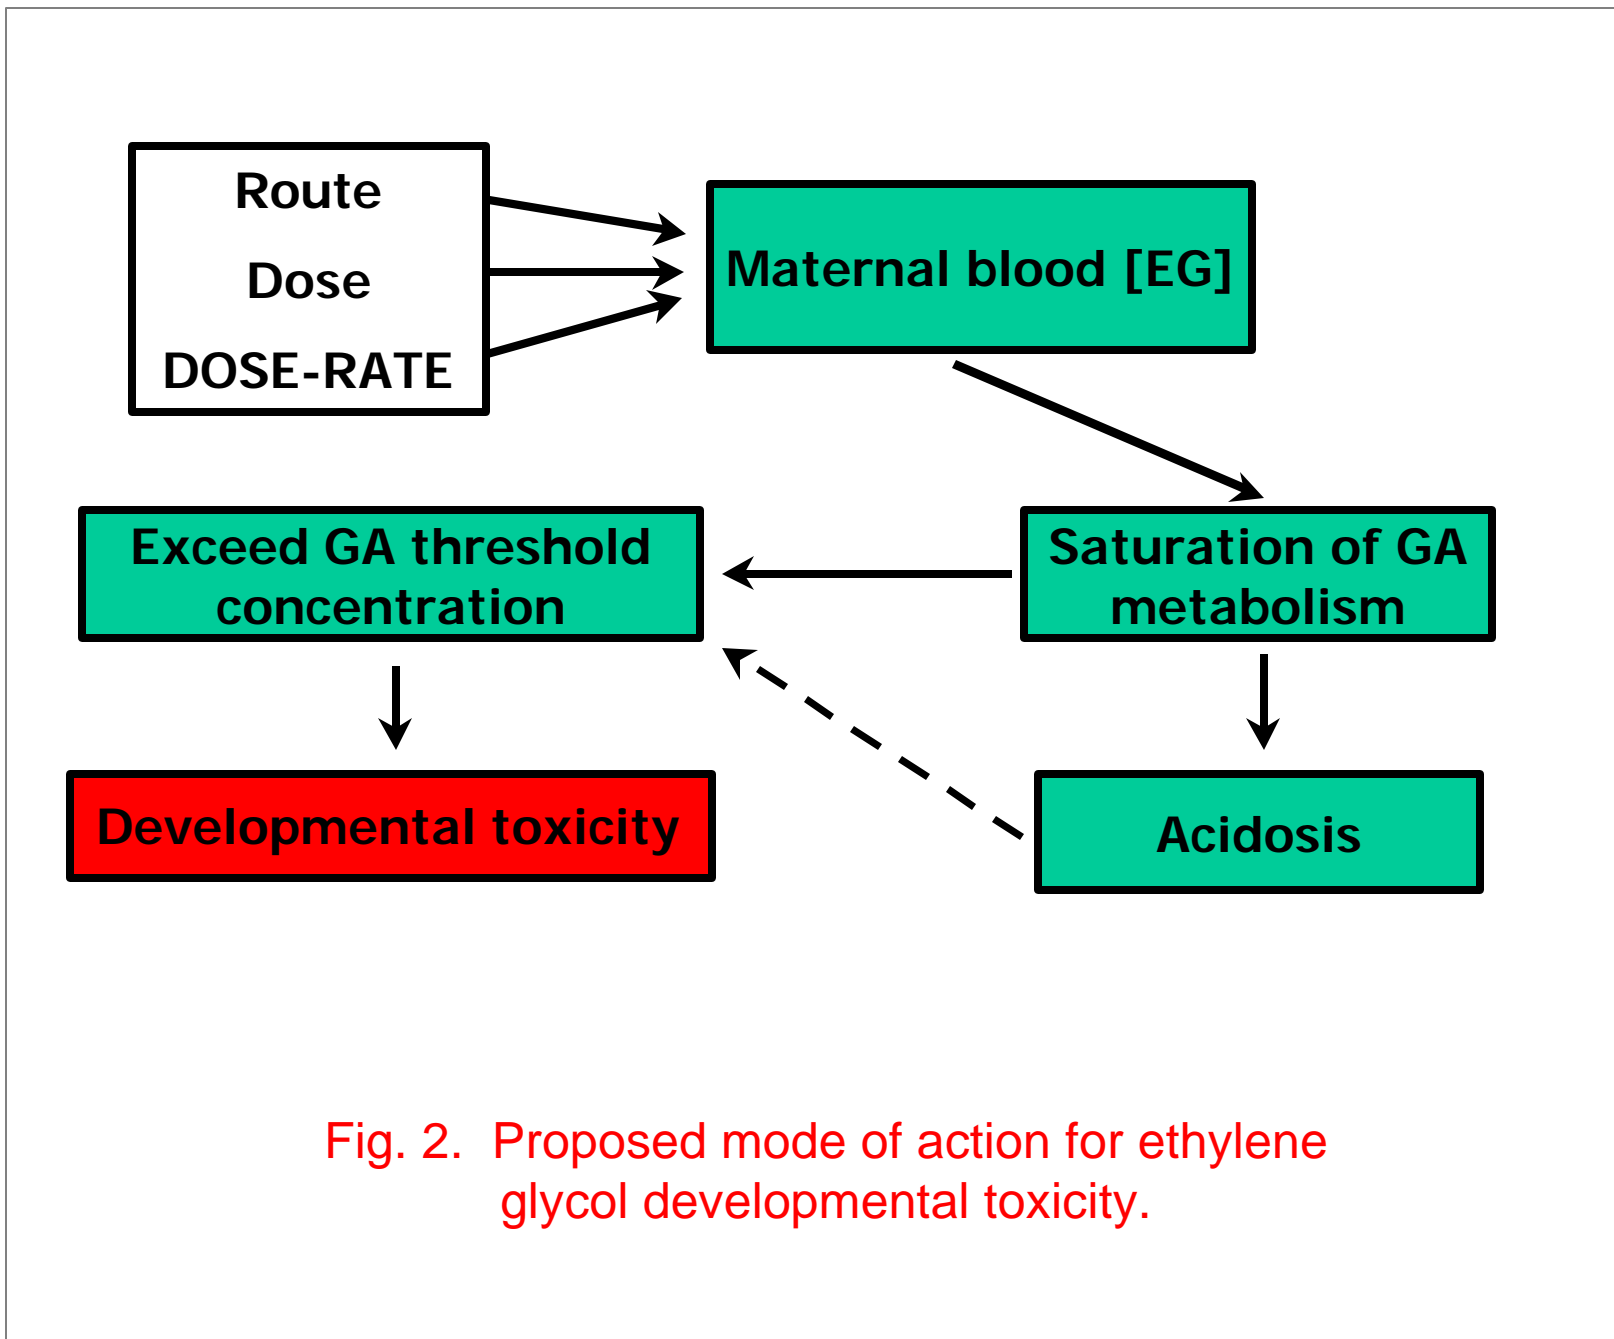 Route
Dose
DOSE-RATE
Maternal blood [EG]
Exceed GA threshold
concentration
Saturation of GA
metabolism
Developmental toxicity
Acidosis
Fig. 2.  Proposed mode of action for ethylene
glycol developmental toxicity.